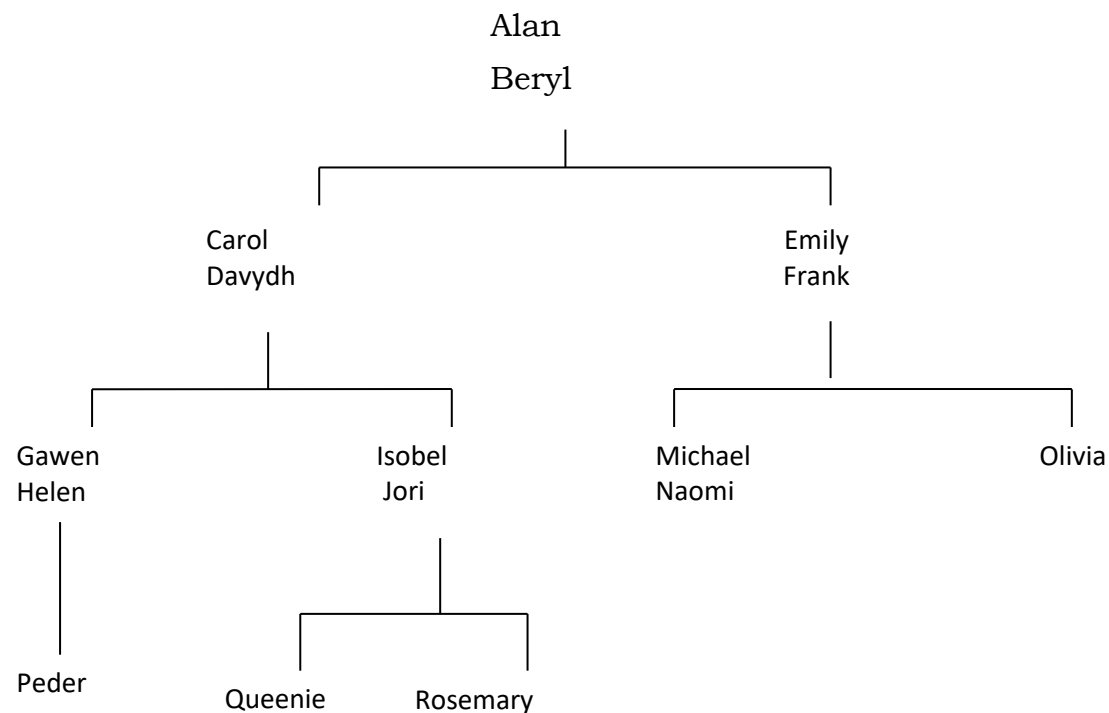 Alan
Beryl
Carol
Davydh
Emily
Frank
Gawen
Helen
Isobel
Jori
Michael
Naomi
Olivia
Peder
Queenie
Rosemary